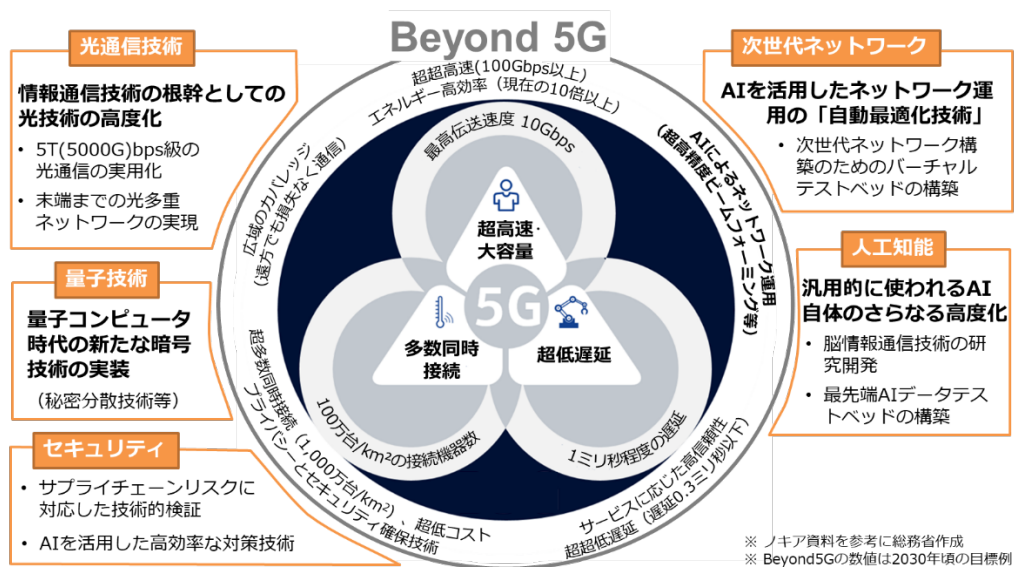 Beyond 5G
光通信技術
情報通信技術の根幹としての
光技術の高度化
• 5T(5000G)bps級の
光通信の実用化
• 末端までの光多重
ネットワークの実現
量子技術
量子コンピュータ
時代の新たな暗号
技術の実装
（秘密分散技術等）
セキュリティ
• サプライチェーンリスクに
対応した技術的検証
• AIを活用した高効率な対策技術
超超高速(100Gbps以上)
エネルギー高効率（現在の10倍以上）
最高伝送速度 10Gbps
広域のカバレッジ
（遠方でも損失なく通信）
AIによるネットワーク運用
（超高精度ビームフォーミング等）
超高速・
大容量
5G
多数同時
接続
超低遅延
100万台/km²の接続機器数
1ミリ秒程度の遅延
超多数同時接続（1,000万台/km²）、超低コスト
プライバシーとセキュリティ確保技術
サービスに応じた高信頼性
超超低遅延（遅延0.3ミリ秒以下）
次世代ネットワーク
AIを活用したネットワーク運
用の「自動最適化技術」
• 次世代ネットワーク構
築のためのバーチャル
テストベッドの構築
人工知能
汎用的に使われるAI
自体のさらなる高度化
• 脳情報通信技術の研
究開発
• 最先端AIデータテス
トベッドの構築
※ ノキア資料を参考に総務省作成
※ Beyond5Gの数値は2030年頃の目標例